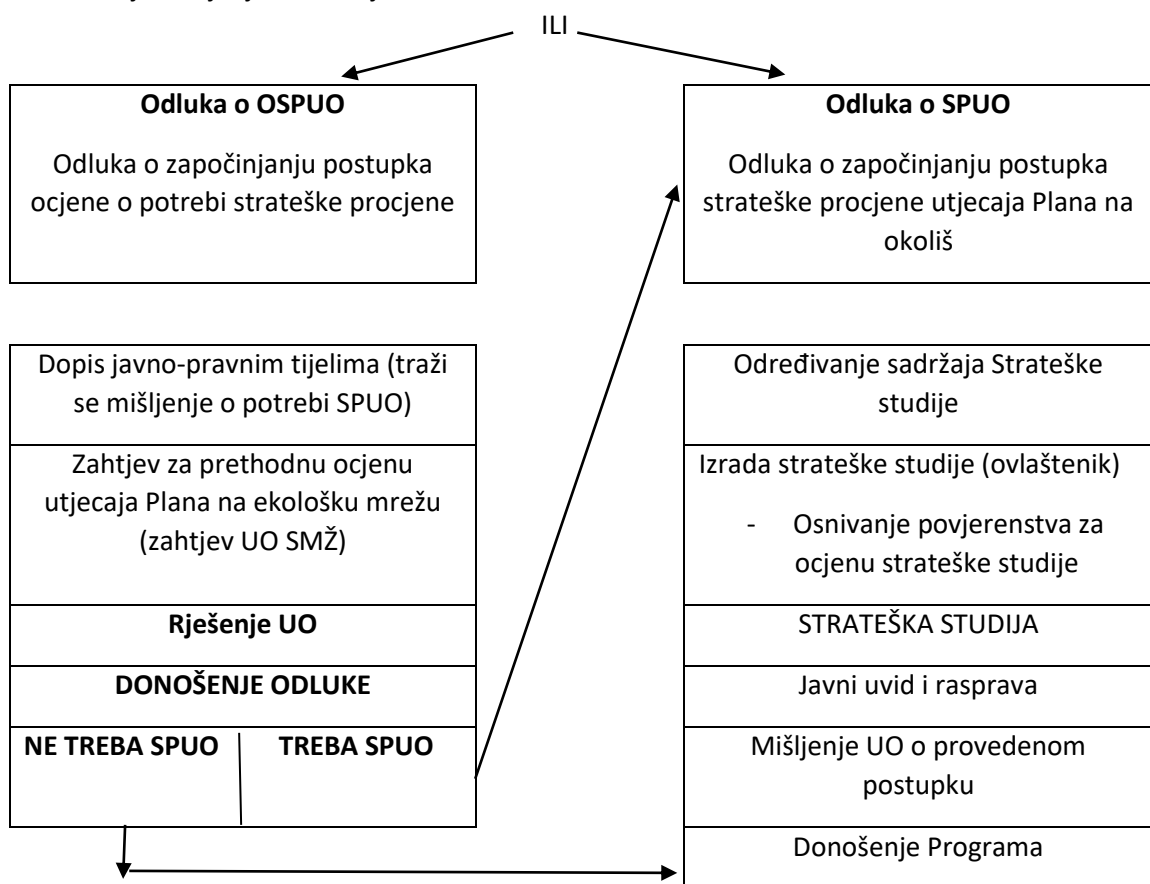 ILI
Odluka o OSPUO
Odluka o započinjanju postupka
ocjene o potrebi strateške procjene
Odluka o SPUO
Odluka o započinjanju postupka
strateške procjene utjecaja Plana na
okoliš
Dopis javno-pravnim tijelima (traži
se mišljenje o potrebi SPUO)
Zahtjev za prethodnu ocjenu
utjecaja Plana na ekološku mrežu
(zahtjev UO SMŽ)
Rješenje UO
DONOŠENJE ODLUKE
NE TREBA SPUO
TREBA SPUO
Određivanje sadržaja Strateške
studije
Izrada strateške studije (ovlaštenik)
- Osnivanje povjerenstva za
ocjenu strateške studije
STRATEŠKA STUDIJA
Javni uvid i rasprava
Mišljenje UO o provedenom
postupku
Donošenje Programa